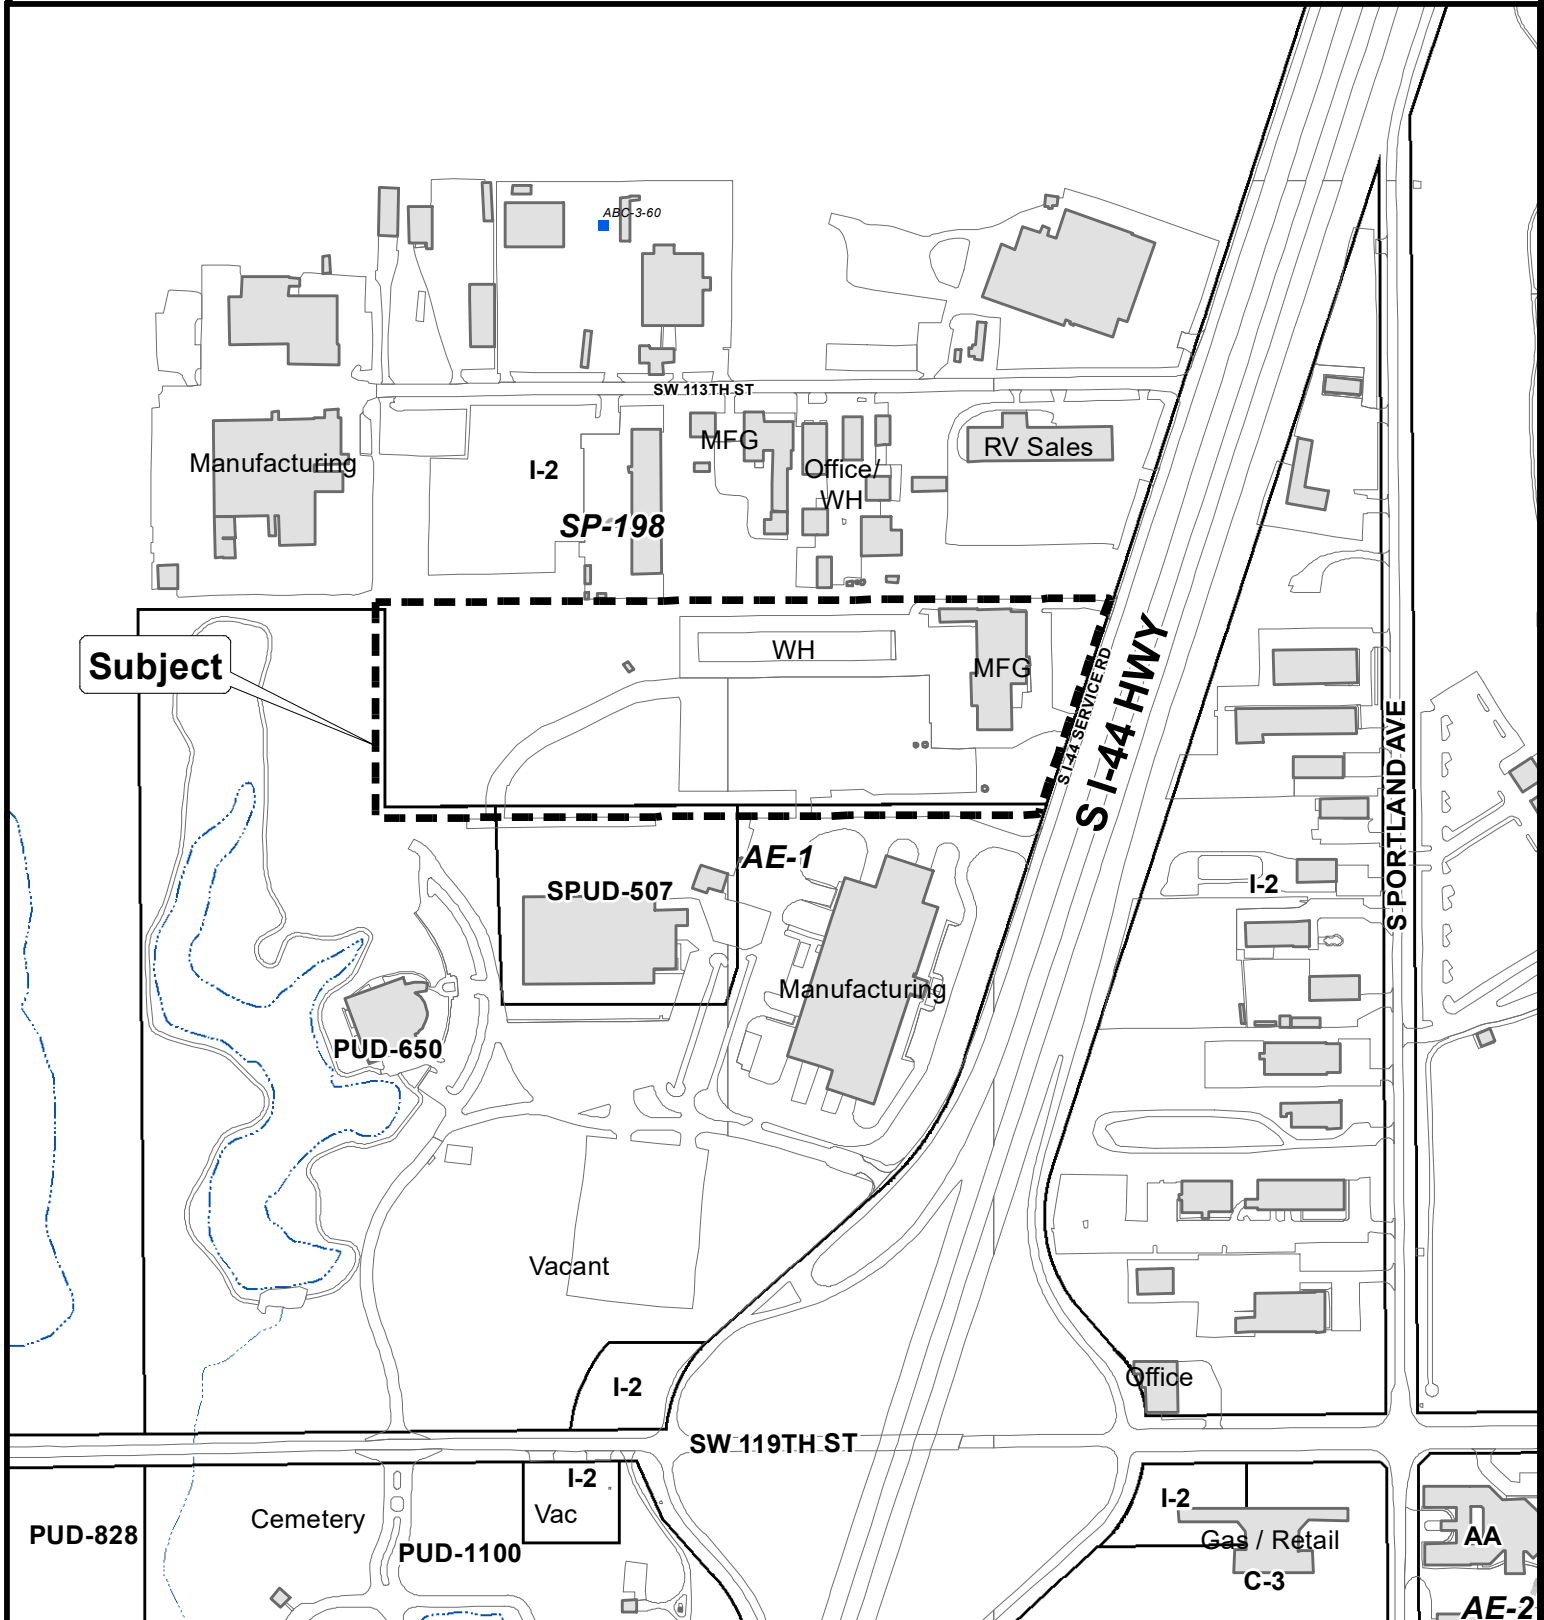 ABC-3-60
SW 113TH ST
MFG
RV Sales
Manufacturing
I-2
Office/
WH
SP-198
WH
Subject
MFG
S I-44 SERVICE RD
S I-44 HWY
S PORTLAND AVE
AE-1
SPUD-507
I-2
Manufacturing
PUD-650
Vacant
Office
I-2
SW 119TH ST
I-2
I-2
Vac
Cemetery
PUD-828
PUD-1100
Gas / Retail
AA
C-3
AE-2